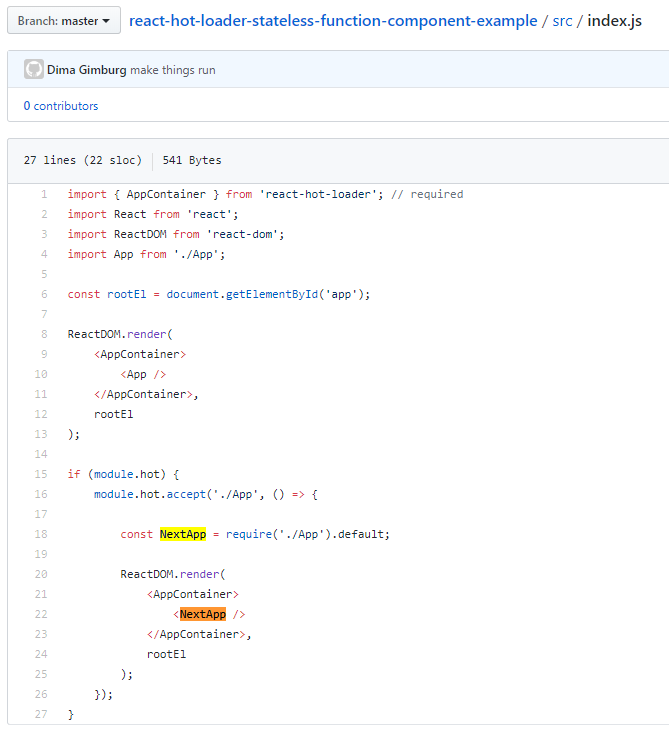 Branch: master react-hot-loader-stateless-function-component-example / src / index.js
Dima Gimburg make things run
0 contributors
27 lines (22 sloc) 541 Bytes
1 import { AppContainer } from 'react-hot-loader'; // required
2 import React from 'react';
3 import ReactDOM from 'react-dom';
4 import App from './App';
5
6 const rootEl = document.getElementById('app');
7
8 ReactDOM.render(
9     <AppContainer>
10         <App />
11     </AppContainer>,
12     rootEl
13 );
14
15 if (module.hot) {
16     module.hot.accept('./App', () => {
17
18         const NextApp = require('./App').default;
19
20         ReactDOM.render(
21             <AppContainer>
22                 <NextApp />
23             </AppContainer>,
24             rootEl
25         );
26     });
27 }